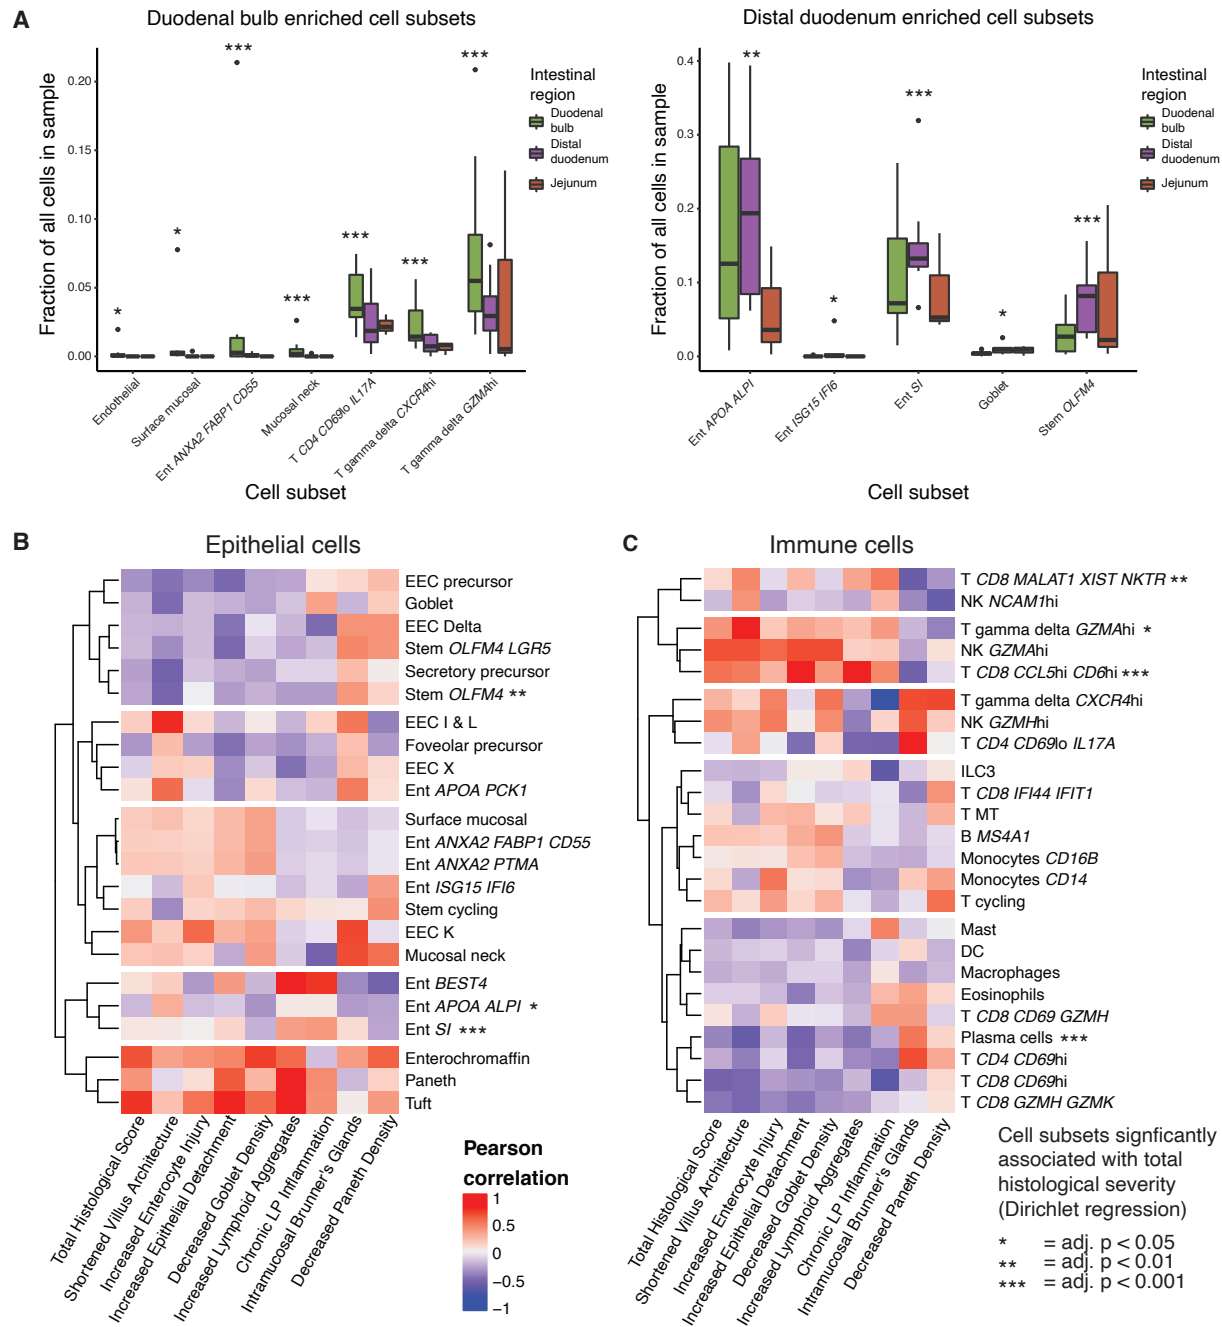 A
Duodenal bulb enriched cell subsets
Fraction of all cells in sample
0.20
0.15
0.10
0.05
0.00
*
*
***
***
***
***
***
Endothelial
Surface mucosal
Ent ANXA2 FABP1 CD55
Mucosal neck
T CD4 CD69lo IL17A
T gamma delta CXCR4hi
T gamma delta GZMAhi
Cell subset
Intestinal
region
Duodenal
bulb
Distal
duodenum
Jejunum
Distal duodenum enriched cell subsets
Fraction of all cells in sample
0.4
0.3
0.2
0.1
0.0
**
*
***
*
***
Ent APOA ALPI
Ent ISG15 IFI6
Ent SI
Goblet
Stem OLFM4
Cell subset
Intestinal
region
Duodenal
bulb
Distal
duodenum
Jejunum
B
Epithelial cells
EEC precursor
Goblet
EEC Delta
Stem OLFM4 LGR5
Secretory precursor
Stem OLFM4 **
EEC I & L
Foveolar precursor
EEC X
Ent APOA PCK1
Surface mucosal
Ent ANXA2 FABP1 CD55
Ent ANXA2 PTMA
Ent ISG15 IFI6
Stem cycling
EEC K
Mucosal neck
Ent BEST4
Ent APOA ALPI *
Ent SI ***
Enterochromaffin
Paneth
Tuft
Total Histological Score
Shortened Villus Architecture
Increased Enterocyte Injury
Increased Epithelial Detachment
Decreased Goblet Density
Increased Lymphoid Aggregates
Chronic LP Inflammation
Intramucosal Brunner's Glands
Decreased Paneth Density
Pearson
correlation
1
0.5
0
−0.5
−1
C
Immune cells
T CD8 MALAT1 XIST NKTR **
NK NCAM1hi
T gamma delta GZMAhi *
NK GZMAhi
T CD8 CCL5hi CD6hi ***
T gamma delta CXCR4hi
NK GZMHhi
T CD4 CD69lo IL17A
ILC3
T CD8 IFI44 IFIT1
T MT
B MS4A1
Monocytes CD16B
Monocytes CD14
T cycling
Mast
DC
Macrophages
Eosinophils
T CD8 CD69 GZMH
Plasma cells ***
T CD4 CD69hi
T CD8 CD69hi
T CD8 GZMH GZMK
Total Histological Score
Shortened Villus Architecture
Increased Enterocyte Injury
Increased Epithelial Detachment
Decreased Goblet Density
Increased Lymphoid Aggregates
Chronic LP Inflammation
Intramucosal Brunner's Glands
Decreased Paneth Density
Cell subsets signficantly
associated with total
histological severity
(Dirichlet regression)
* = adj. p < 0.05
** = adj. p < 0.01
*** = adj. p < 0.001